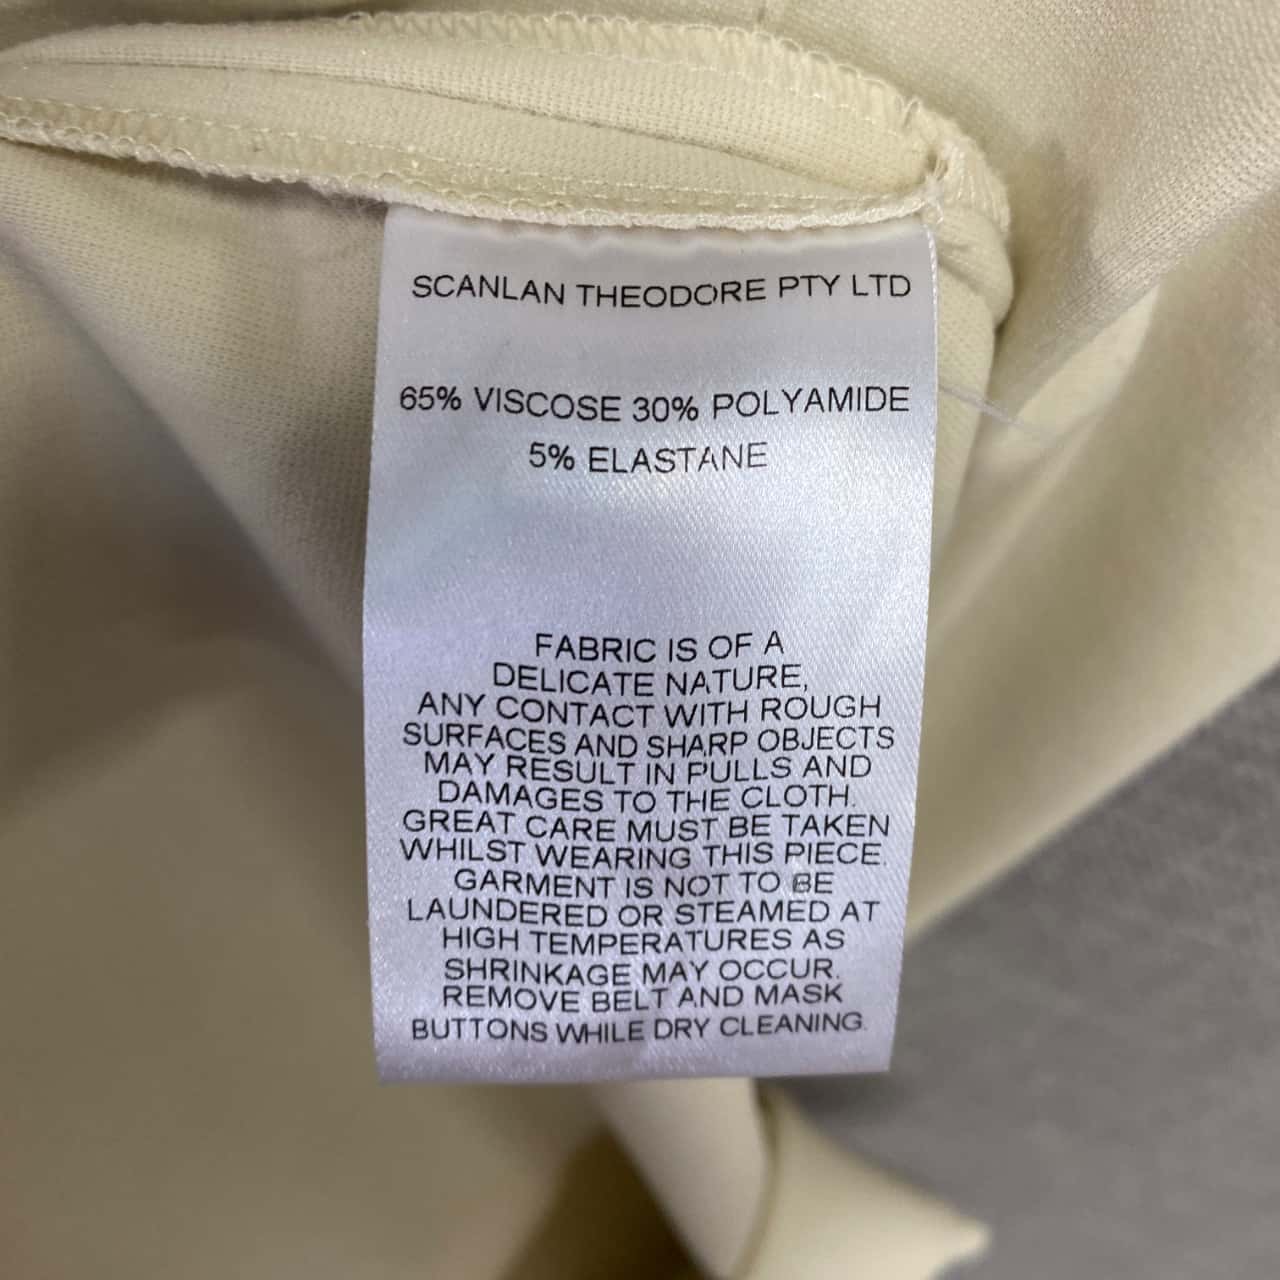 SCANLAN THEODORE PTY LTD
65% VISCOSE 30% POLYAMIDE
5% ELASTANE
FABRIC IS OF A
DELICATE NATURE,
ANY CONTACT WITH ROUGH
SURFACES AND SHARP OBJECTS
MAY RESULT IN PULLS AND
DAMAGES TO THE CLOTH.
GREAT CARE MUST BE TAKEN
WHILST WEARING THIS PIECE.
GARMENT IS NOT TO BE
LAUNDERED OR STEAMED AT
HIGH TEMPERATURES AS
SHRINKAGE MAY OCCUR.
REMOVE BELT AND MASK
BUTTONS WHILE DRY CLEANING.